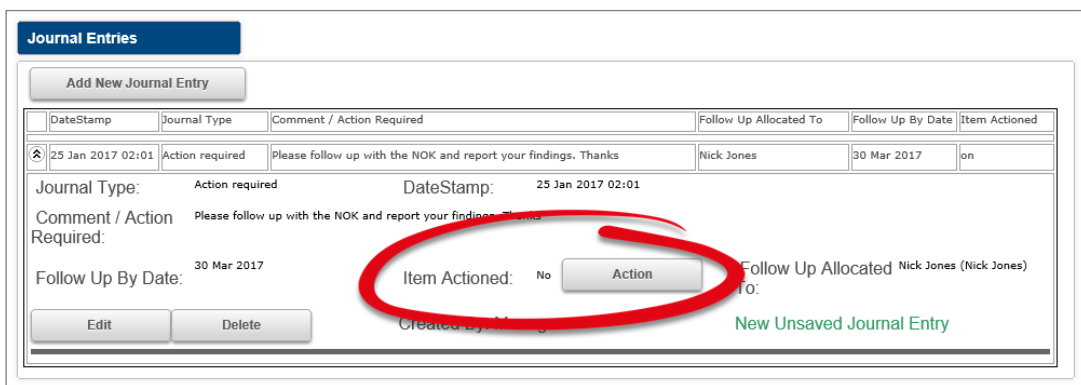 Journal Entries
Add New Journal Entry
DateStamp Journal Type Comment / Action Required Follow Up Allocated To Follow Up By Date Item Actioned
25 Jan 2017 02:01 Action required Please follow up with the NOK and report your findings. Thanks Nick Jones 30 Mar 2017 on
Journal Type: Action required DateStamp: 25 Jan 2017 02:01
Comment / Action Please follow up with the NOK and report your findings. Thanks
Required:
Follow Up By Date: 30 Mar 2017 Item Actioned: No Action Follow Up Allocated Nick Jones (Nick Jones)
To:
Edit Delete Created By: New Unsaved Journal Entry